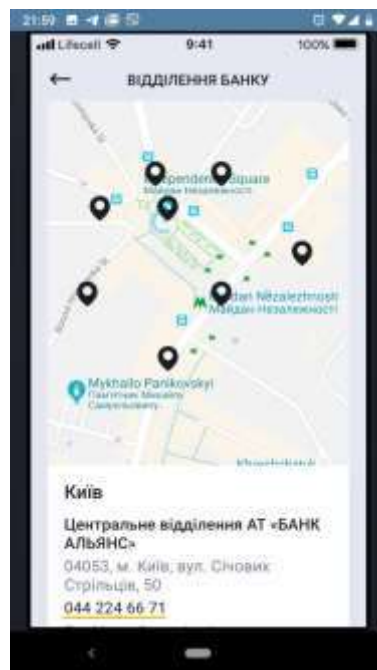 21:59
Lifecell 9:41 100%
ВІДДІЛЕННЯ БАНКУ
Independence Square
Майдан Незалежності
Maidan Nezalezhnosti
Майдан Незалежності
Mykhailo Panikovskyi
Пам'ятник Михайлу
Самуельовичу...
Київ
Центральне відділення АТ «БАНК
АЛЬЯНС»
04053, м. Київ, вул. Січових
Стрільців, 50
044 224 66 71